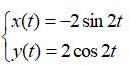 x(t) = −2 sin 2t
y(t) = 2 cos 2t